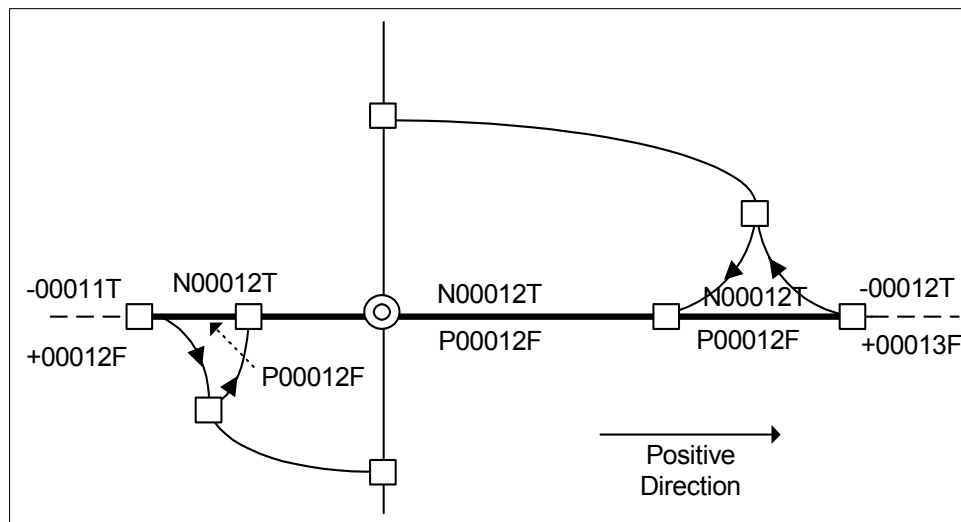 -00011T
N00012T
N00012T
N00012T
-00012T
+00012F
P00012F
P00012F
P00012F
+00013F
Positive
Direction